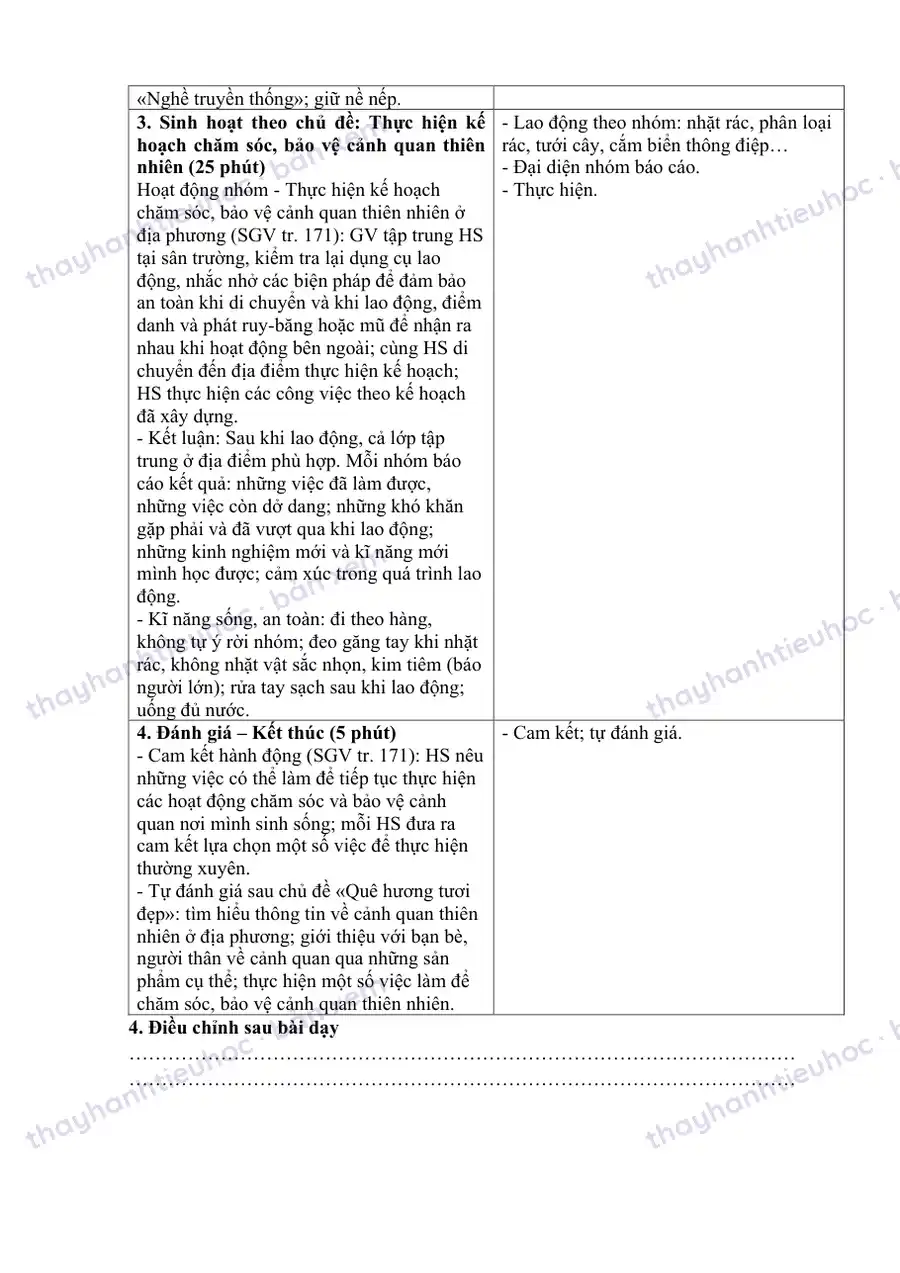 «Nghề truyền thống»; giữ nề nếp.
3. Sinh hoạt theo chủ đề: Thực hiện kế
hoạch chăm sóc, bảo vệ cảnh quan thiên
nhiên (25 phút)
Hoạt động nhóm - Thực hiện kế hoạch
chăm sóc, bảo vệ cảnh quan thiên nhiên ở
địa phương (SGV tr. 171): GV tập trung HS
tại sân trường, kiểm tra lại dụng cụ lao
động, nhắc nhở các biện pháp để đảm bảo
an toàn khi di chuyển và khi lao động, điểm
danh và phát ruy-băng hoặc mũ để nhận ra
nhau khi hoạt động bên ngoài; cùng HS di
chuyển đến địa điểm thực hiện kế hoạch;
HS thực hiện các công việc theo kế hoạch
đã xây dựng.
- Kết luận: Sau khi lao động, cả lớp tập
trung ở địa điểm phù hợp. Mỗi nhóm báo
cáo kết quả: những việc đã làm được,
những việc còn dở dang; những khó khăn
gặp phải và đã vượt qua khi lao động;
những kinh nghiệm mới và kĩ năng mới
mình học được; cảm xúc trong quá trình lao
động.
- Kĩ năng sống, an toàn: đi theo hàng,
không tự ý rời nhóm; đeo găng tay khi nhặt
rác, không nhặt vật sắc nhọn, kim tiêm (báo
người lớn); rửa tay sạch sau khi lao động;
uống đủ nước.
- Lao động theo nhóm: nhặt rác, phân loại
rác, tưới cây, cắm biển thông điệp…
- Đại diện nhóm báo cáo.
- Thực hiện.
4. Đánh giá – Kết thúc (5 phút)
- Cam kết hành động (SGV tr. 171): HS nêu
những việc có thể làm để tiếp tục thực hiện
các hoạt động chăm sóc và bảo vệ cảnh
quan nơi mình sinh sống; mỗi HS đưa ra
cam kết lựa chọn một số việc để thực hiện
thường xuyên.
- Tự đánh giá sau chủ đề «Quê hương tươi
đẹp»: tìm hiểu thông tin về cảnh quan thiên
nhiên ở địa phương; giới thiệu với bạn bè,
người thân về cảnh quan qua những sản
phẩm cụ thể; thực hiện một số việc làm để
chăm sóc, bảo vệ cảnh quan thiên nhiên.
- Cam kết; tự đánh giá.
4. Điều chỉnh sau bài dạy
…………………………………………………………………………………………
…………………………………………………………………………………………
thayhanhtieuhoc · bản xem
thayhanhtieuhoc · b
thayhanhtieuhoc · bản xem
thayhanhtieuhoc · b
thayhanhtieuhoc · bản xem
thayhanhtieuhoc · b